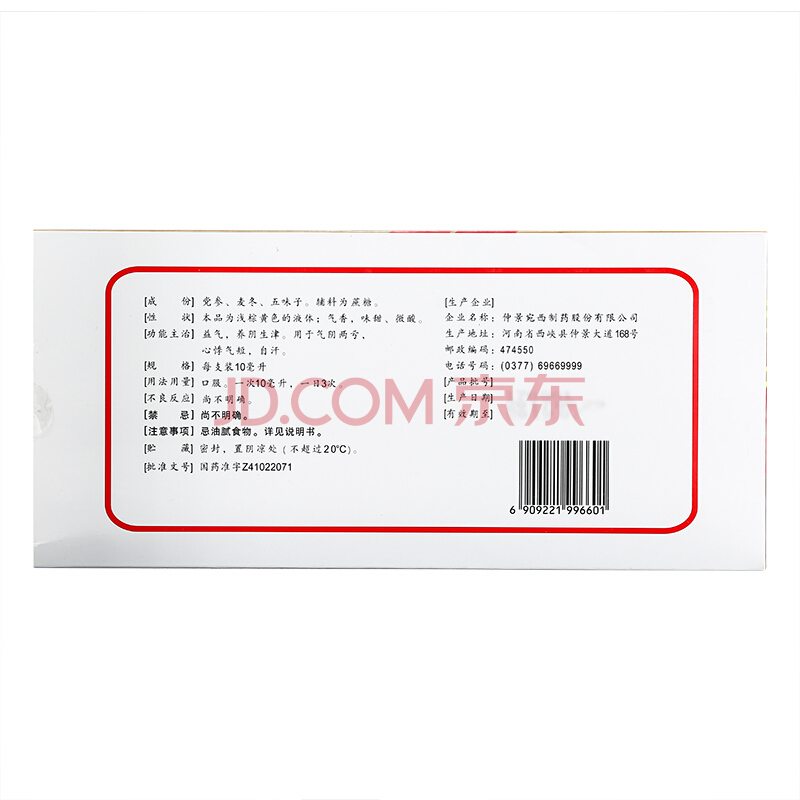 [成　份] 党参、麦冬、五味子。辅料为蔗糖。
[性　状] 本品为浅棕黄色的液体；气香，味甜、微酸。
[功能主治] 益气，养阴生津。用于气阴两亏，
心悸气短，自汗。
[规　格] 每支装10毫升
[用法用量] 口服。一次10毫升，一日3次。
[不良反应] 尚不明确。
[禁　忌] 尚不明确。
[注意事项] 忌油腻食物。详见说明书。
[贮　藏] 密封，置阴凉处（不超过20℃）。
[批准文号] 国药准字Z41022071
[生产企业]
企业名称：仲景宛西制药股份有限公司
生产地址：河南省西峡县仲景大道168号
邮政编码：474550
电话号码：(0377) 69669999
[产品批号]
[生产日期]
[有效期至]
JD.COM 京东
6 909221 996601